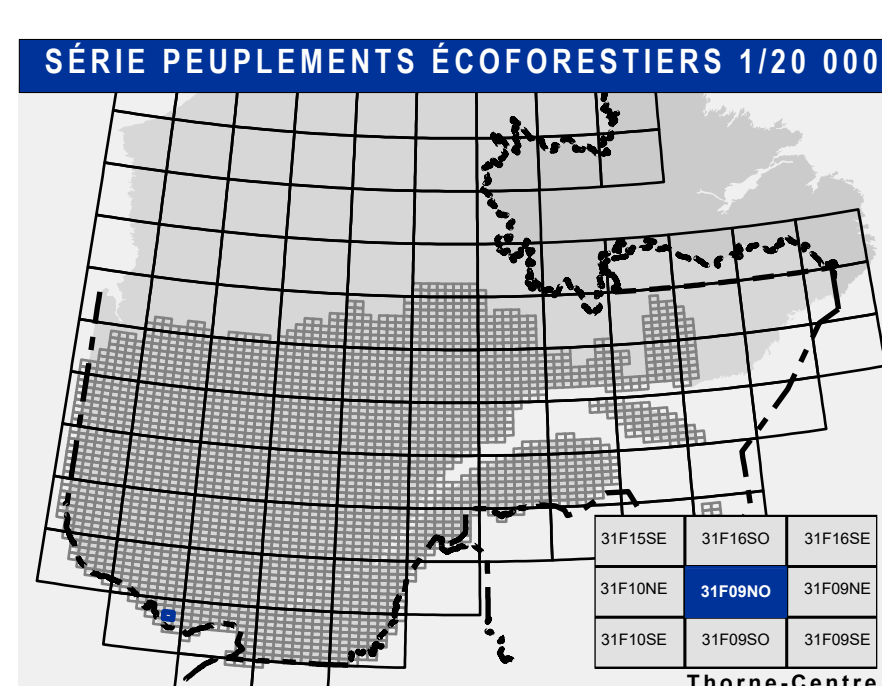 SÉRIE PEUPLEMENTS ÉCOFORESTIERS 1/20 000
31F15SE 31F16SO 31F16SE
31F10NE 31F09NO 31F09NE
31F10SE 31F09SO 31F09SE
Thorne-Centre